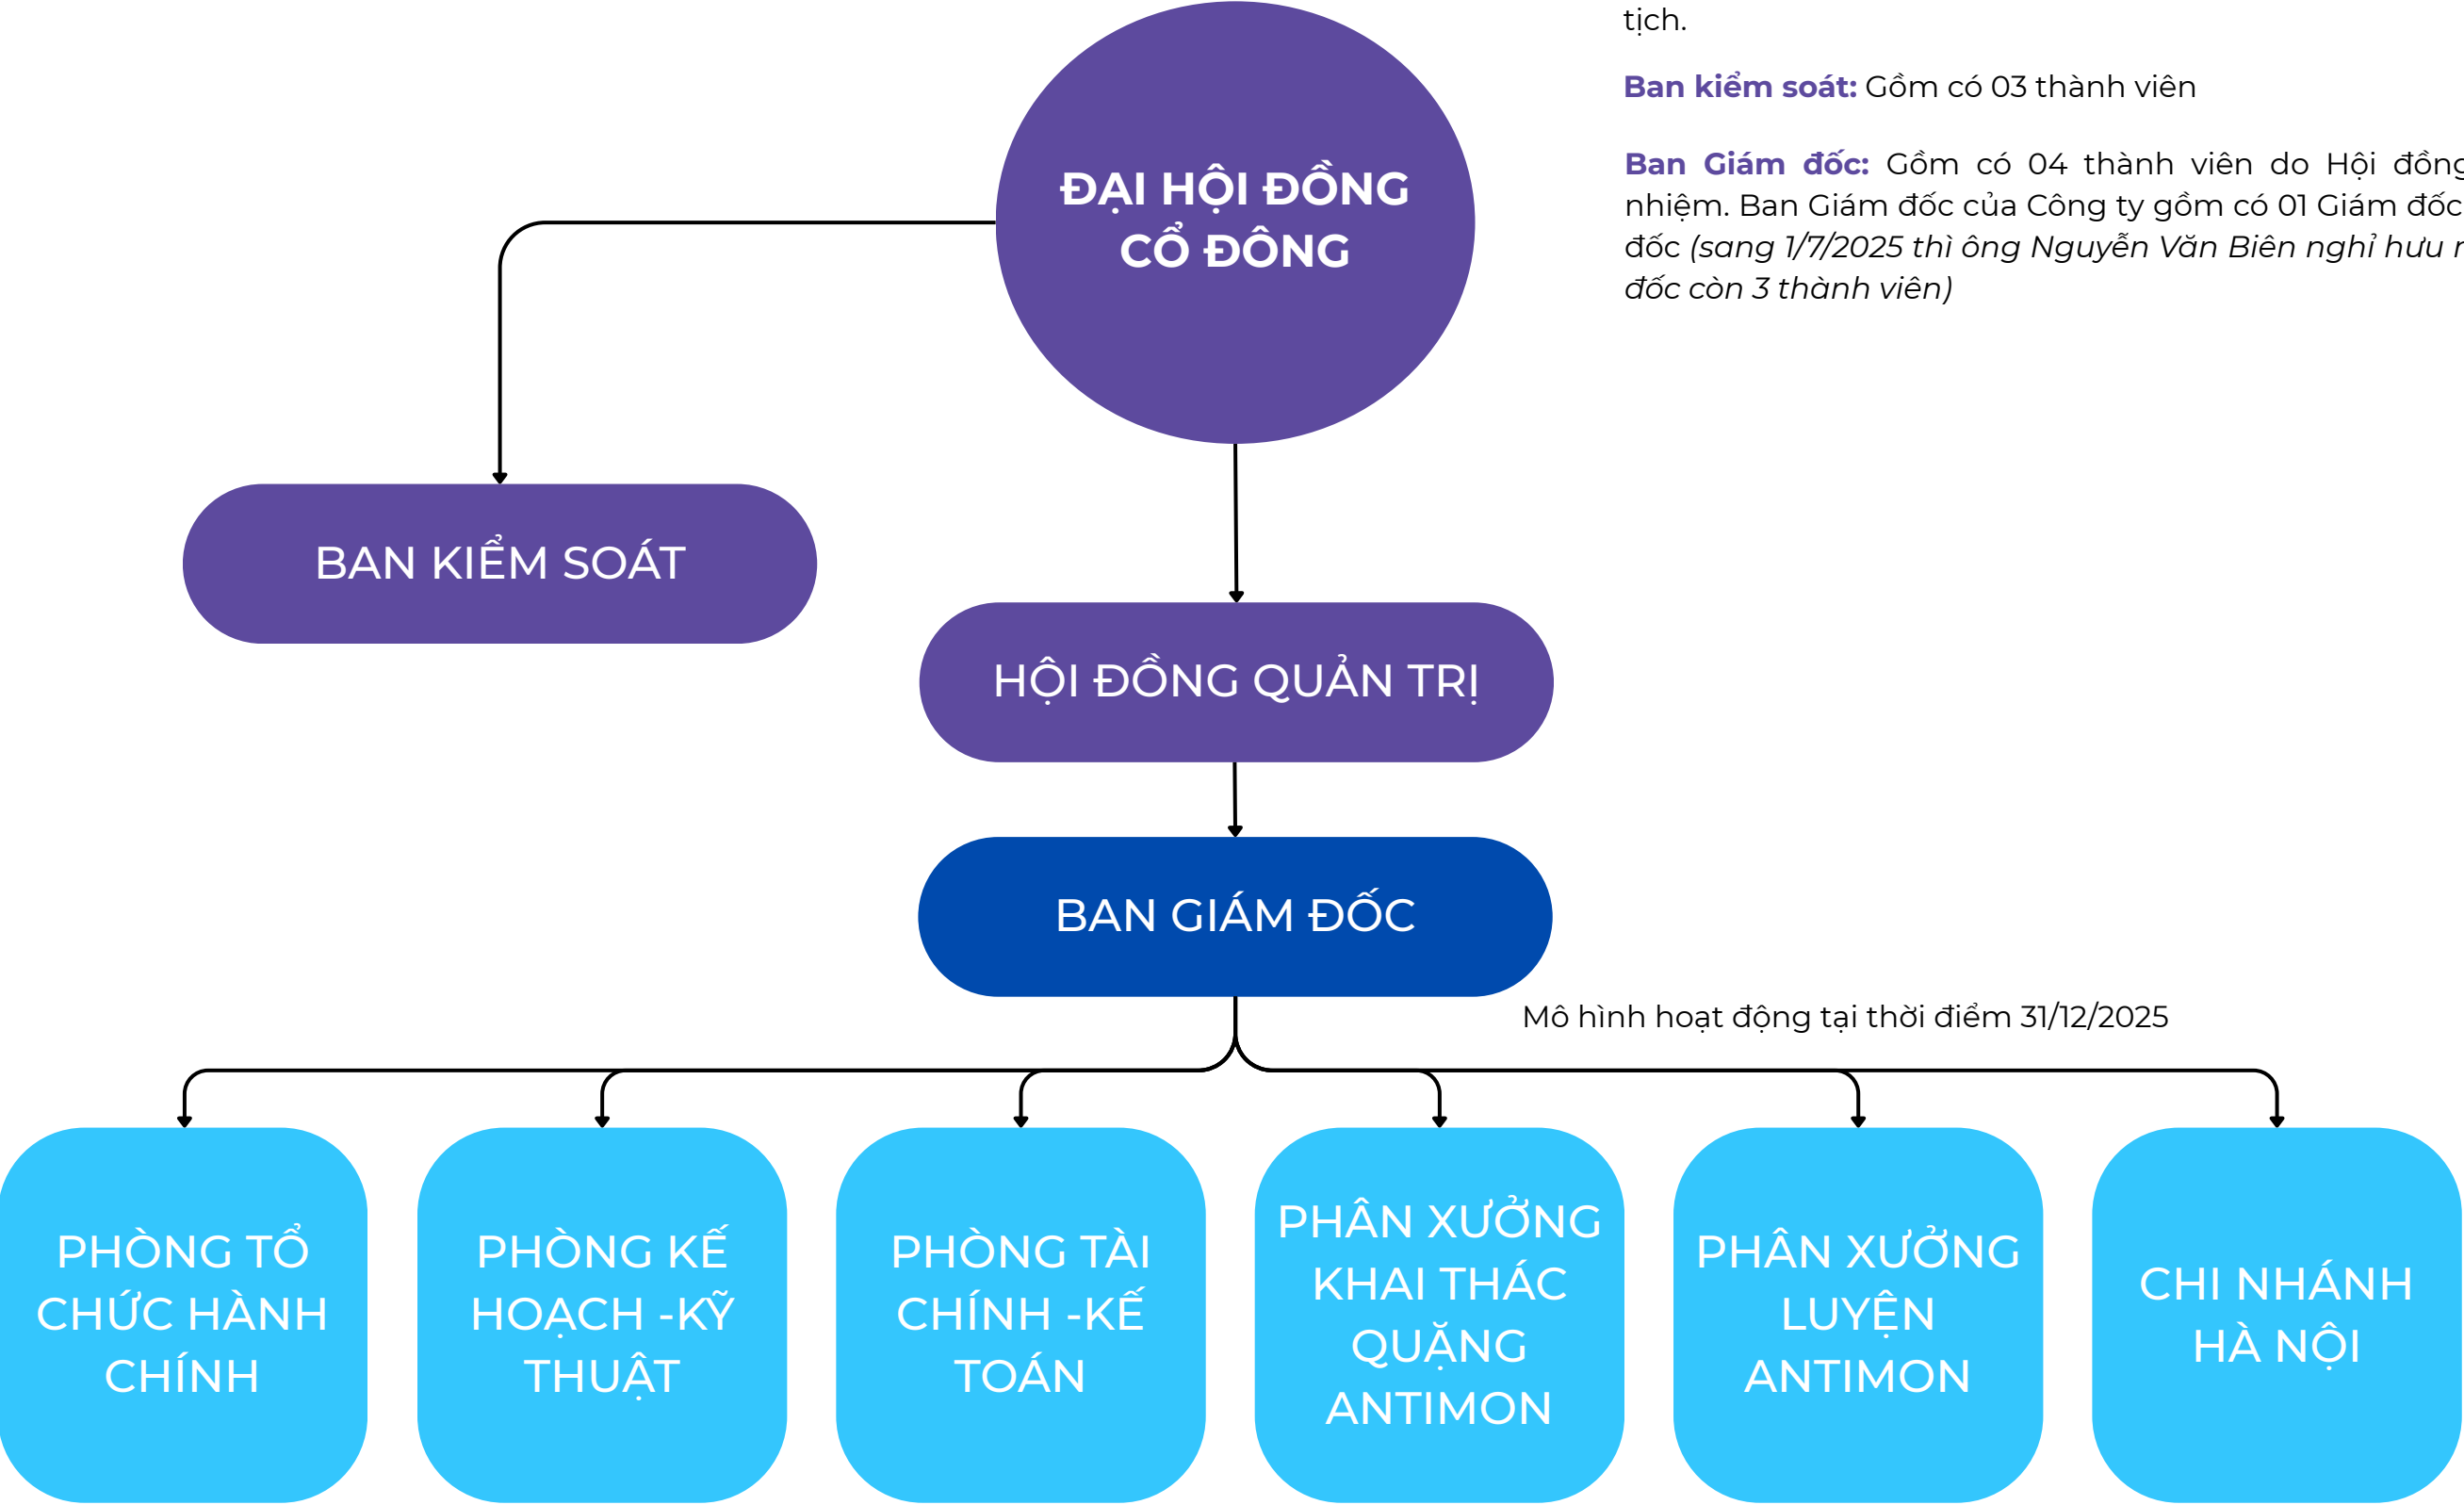 tịch.
Ban kiểm soát: Gồm có 03 thành viên
Ban Giám đốc: Gồm có 04 thành viên do Hội đồng
nhiệm. Ban Giám đốc của Công ty gồm có 01 Giám đốc
đốc (sang 1/7/2025 thì ông Nguyễn Văn Biên nghỉ hưu
đốc còn 3 thành viên)
ĐẠI HỘI ĐỒNG
CỔ ĐÔNG
BAN KIỂM SOÁT
HỘI ĐỒNG QUẢN TRỊ
BAN GIÁM ĐỐC
Mô hình hoạt động tại thời điểm 31/12/2025
PHÒNG TỔ
CHỨC HÀNH
CHÍNH
PHÒNG KẾ
HOẠCH -KỸ
THUẬT
PHÒNG TÀI
CHÍNH -KẾ
TOÁN
PHÂN XƯỞNG
KHAI THÁC
QUẶNG
ANTIMON
PHÂN XƯỞNG
LUYỆN
ANTIMON
CHI NHÁNH
HÀ NỘI